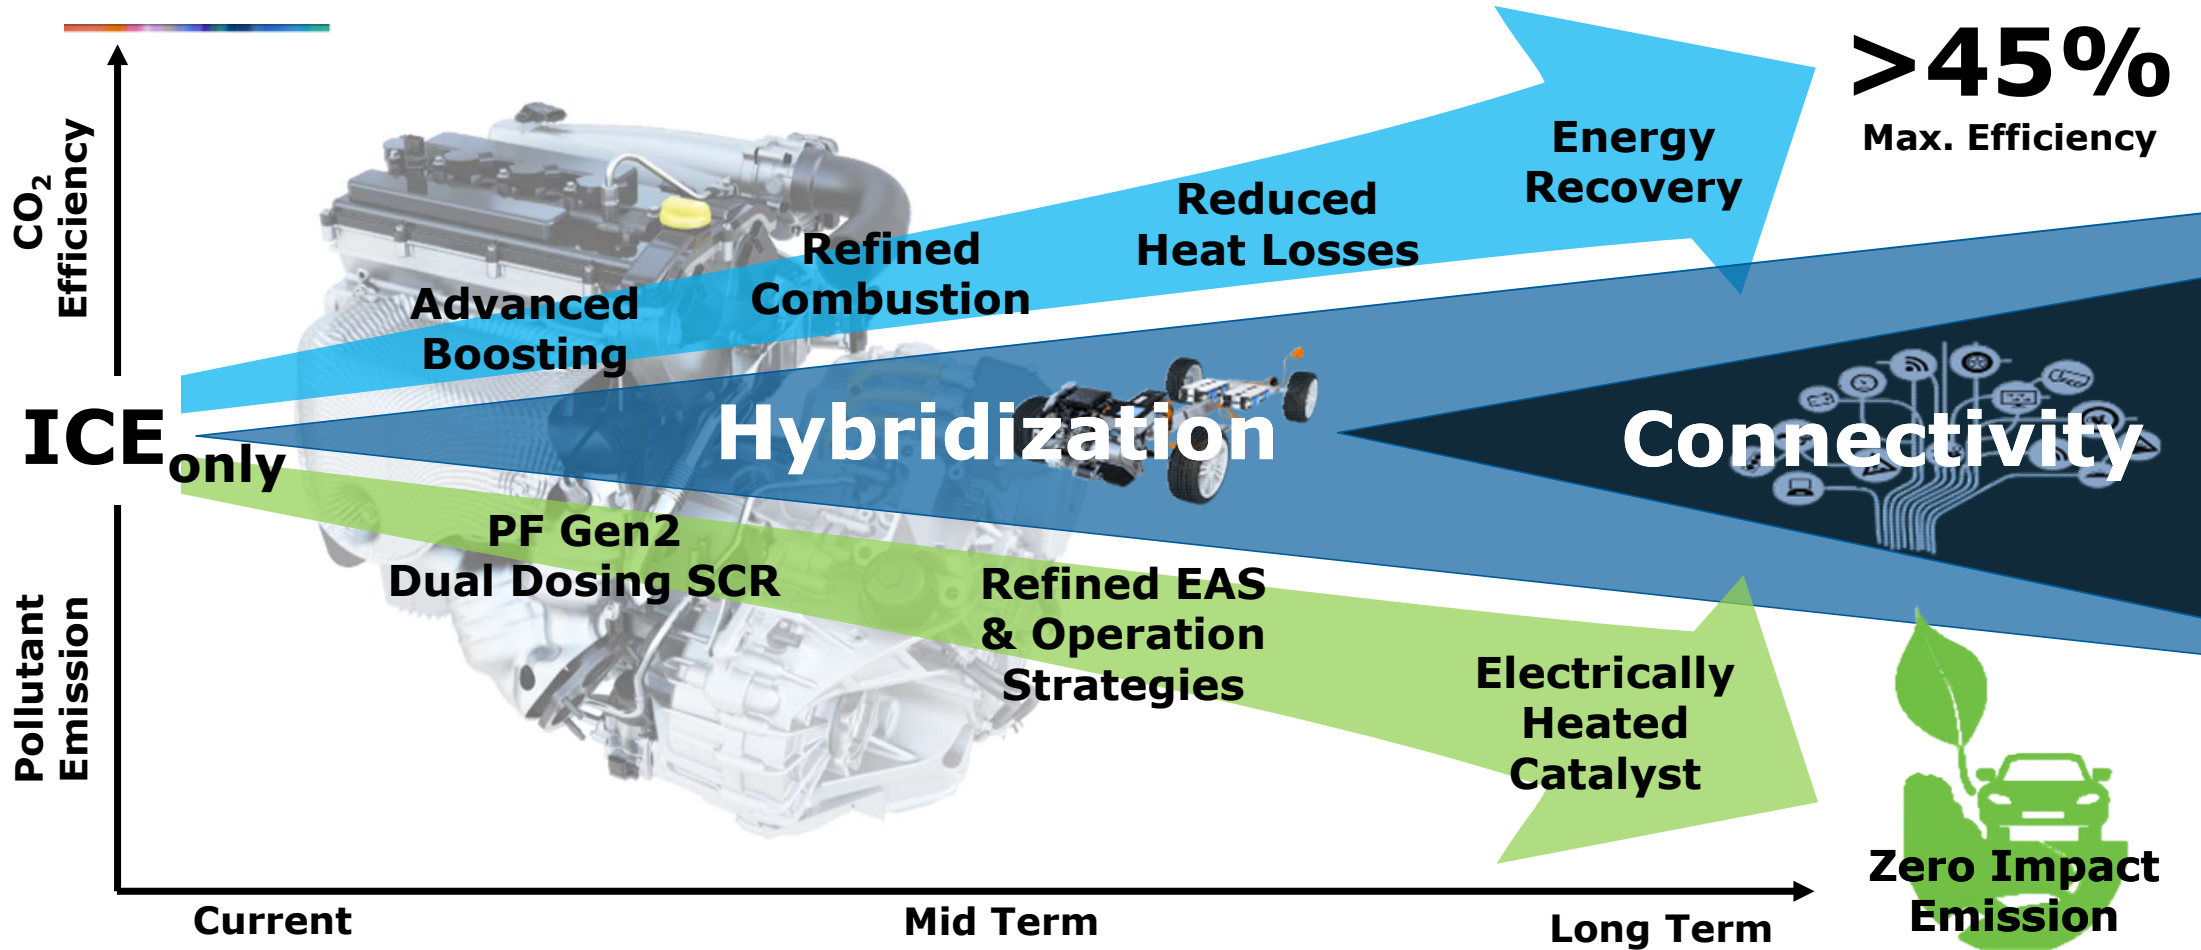 >45%
Max. Efficiency
CO2
Efficiency
Energy
Recovery
Reduced
Heat Losses
Refined
Combustion
Advanced
Boosting
ICE only
Hybridization
Connectivity
PF Gen2
Dual Dosing SCR
Refined EAS
& Operation
Strategies
Electrically
Heated
Catalyst
Pollutant
Emission
Zero Impact
Emission
Current
Mid Term
Long Term